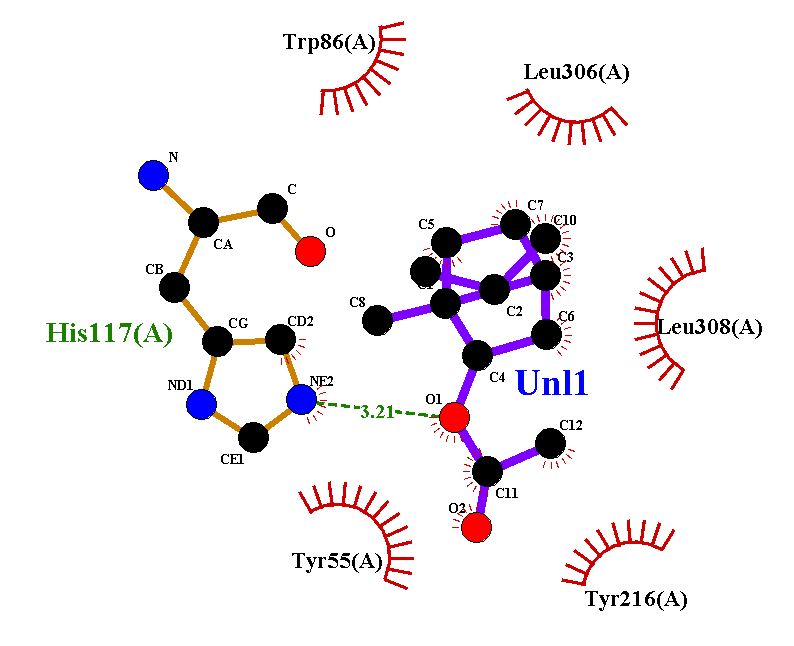 Trp86(A)
Leu306(A)
N
C
CA
O
C5
C7
C10
C3
CB
C1
C2
C8
C6
His117(A)
CG
CD2
Leu308(A)
C4
Unl1
ND1
NE2
3.21
O1
C12
CE1
C11
O2
Tyr55(A)
Tyr216(A)